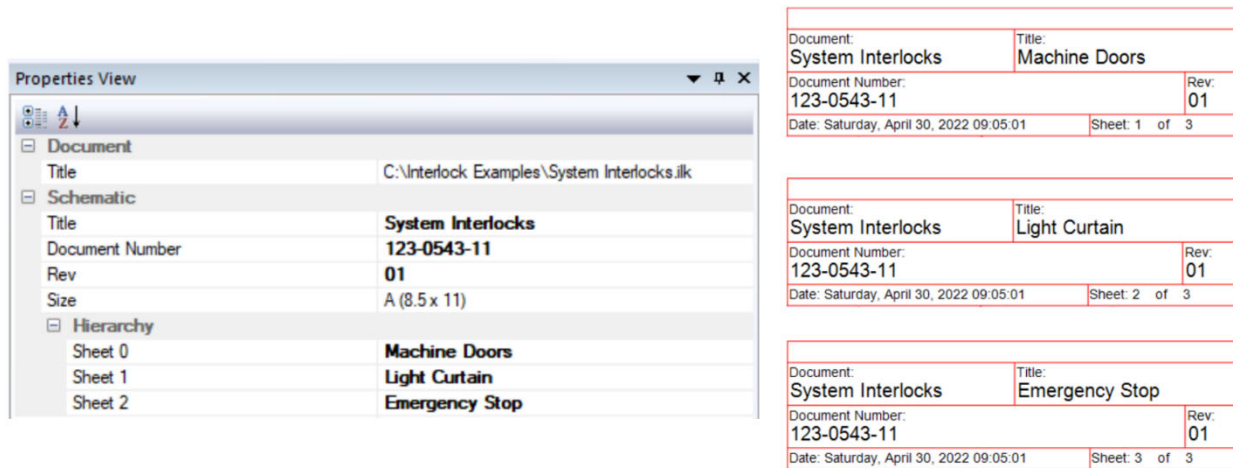 Properties View
Document
Title C:\Interlock Examples\System Interlocks.ilk
Schematic
Title System Interlocks
Document Number 123-0543-11
Rev 01
Size A (8.5 x 11)
Hierarchy
Sheet 0 Machine Doors
Sheet 1 Light Curtain
Sheet 2 Emergency Stop
Document: Title:
System Interlocks Machine Doors
Document Number: Rev:
123-0543-11 01
Date: Saturday, April 30, 2022 09:05:01 Sheet: 1 of 3
Document: Title:
System Interlocks Light Curtain
Document Number: Rev:
123-0543-11 01
Date: Saturday, April 30, 2022 09:05:01 Sheet: 2 of 3
Document: Title:
System Interlocks Emergency Stop
Document Number: Rev:
123-0543-11 01
Date: Saturday, April 30, 2022 09:05:01 Sheet: 3 of 3